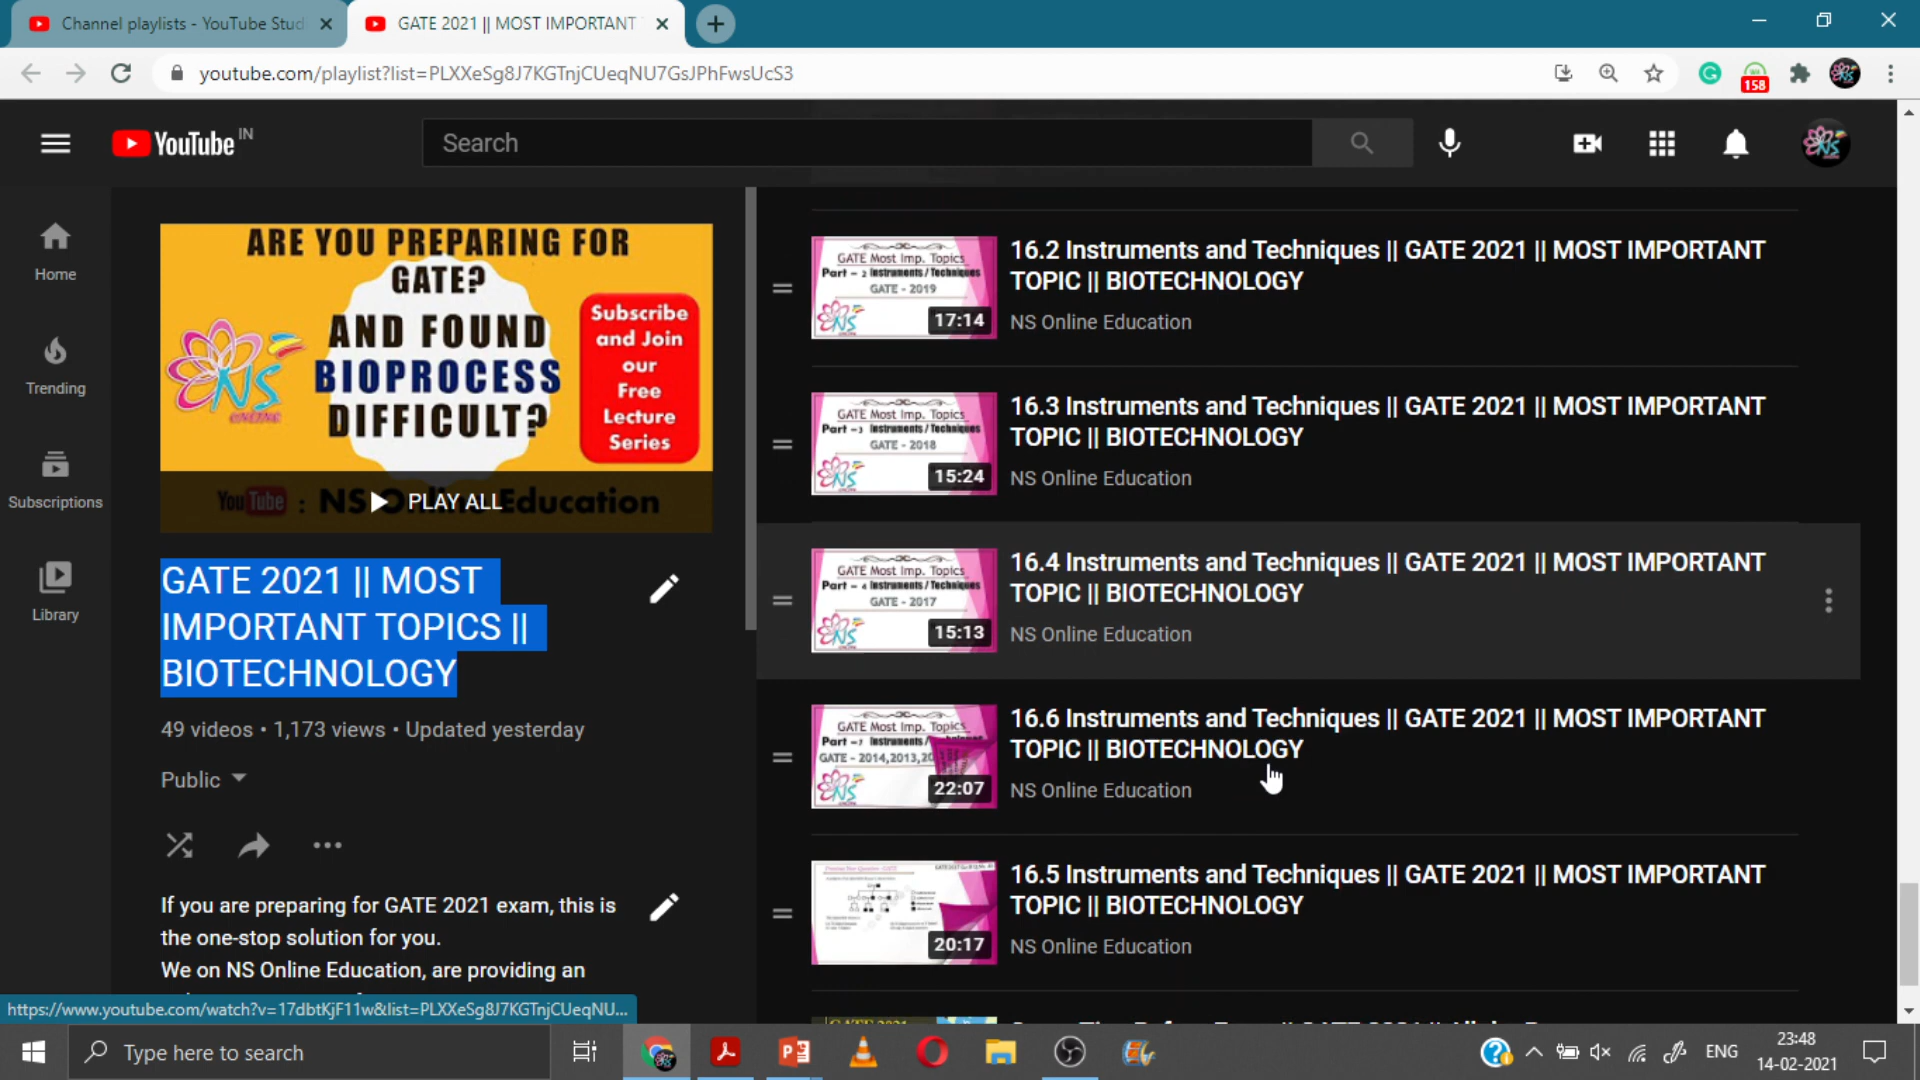 Channel playlists - YouTube Stud
GATE 2021 || MOST IMPORTANT
youtube.com/playlist?list=PLXXeSg8J7KGTnjCUeqNU7GsJPhFwsUcS3
158
YouTube IN
Search
Home
Trending
Subscriptions
Library
ARE YOU PREPARING FOR
GATE?
AND FOUND
BIOPROCESS
DIFFICULT?
NS
ONLINE
Subscribe
and Join
our
Free
Lecture
Series
YouTube : NS Online Education
PLAY ALL
GATE 2021 || MOST
IMPORTANT TOPICS ||
BIOTECHNOLOGY
49 videos • 1,173 views • Updated yesterday
Public
If you are preparing for GATE 2021 exam, this is
the one-stop solution for you.
We on NS Online Education, are providing an
https://www.youtube.com/watch?v=17dbtKjF11w&list=PLXXeSg8J7KGTnjCUeqNU...
GATE Most Imp. Topics
Part - 2 Instruments / Techniques
GATE - 2019
NS
17:14
16.2 Instruments and Techniques || GATE 2021 || MOST IMPORTANT
TOPIC || BIOTECHNOLOGY
NS Online Education
GATE Most Imp. Topics
Part - 3 Instruments / Techniques
GATE - 2018
NS
15:24
16.3 Instruments and Techniques || GATE 2021 || MOST IMPORTANT
TOPIC || BIOTECHNOLOGY
NS Online Education
GATE Most Imp. Topics
Part - 4 Instruments / Techniques
GATE - 2017
NS
15:13
16.4 Instruments and Techniques || GATE 2021 || MOST IMPORTANT
TOPIC || BIOTECHNOLOGY
NS Online Education
GATE Most Imp. Topics
Part - 7 Instruments /
GATE - 2014,2013,20
NS
22:07
16.6 Instruments and Techniques || GATE 2021 || MOST IMPORTANT
TOPIC || BIOTECHNOLOGY
NS Online Education
20:17
16.5 Instruments and Techniques || GATE 2021 || MOST IMPORTANT
TOPIC || BIOTECHNOLOGY
NS Online Education
Type here to search
ENG
23:48
14-02-2021